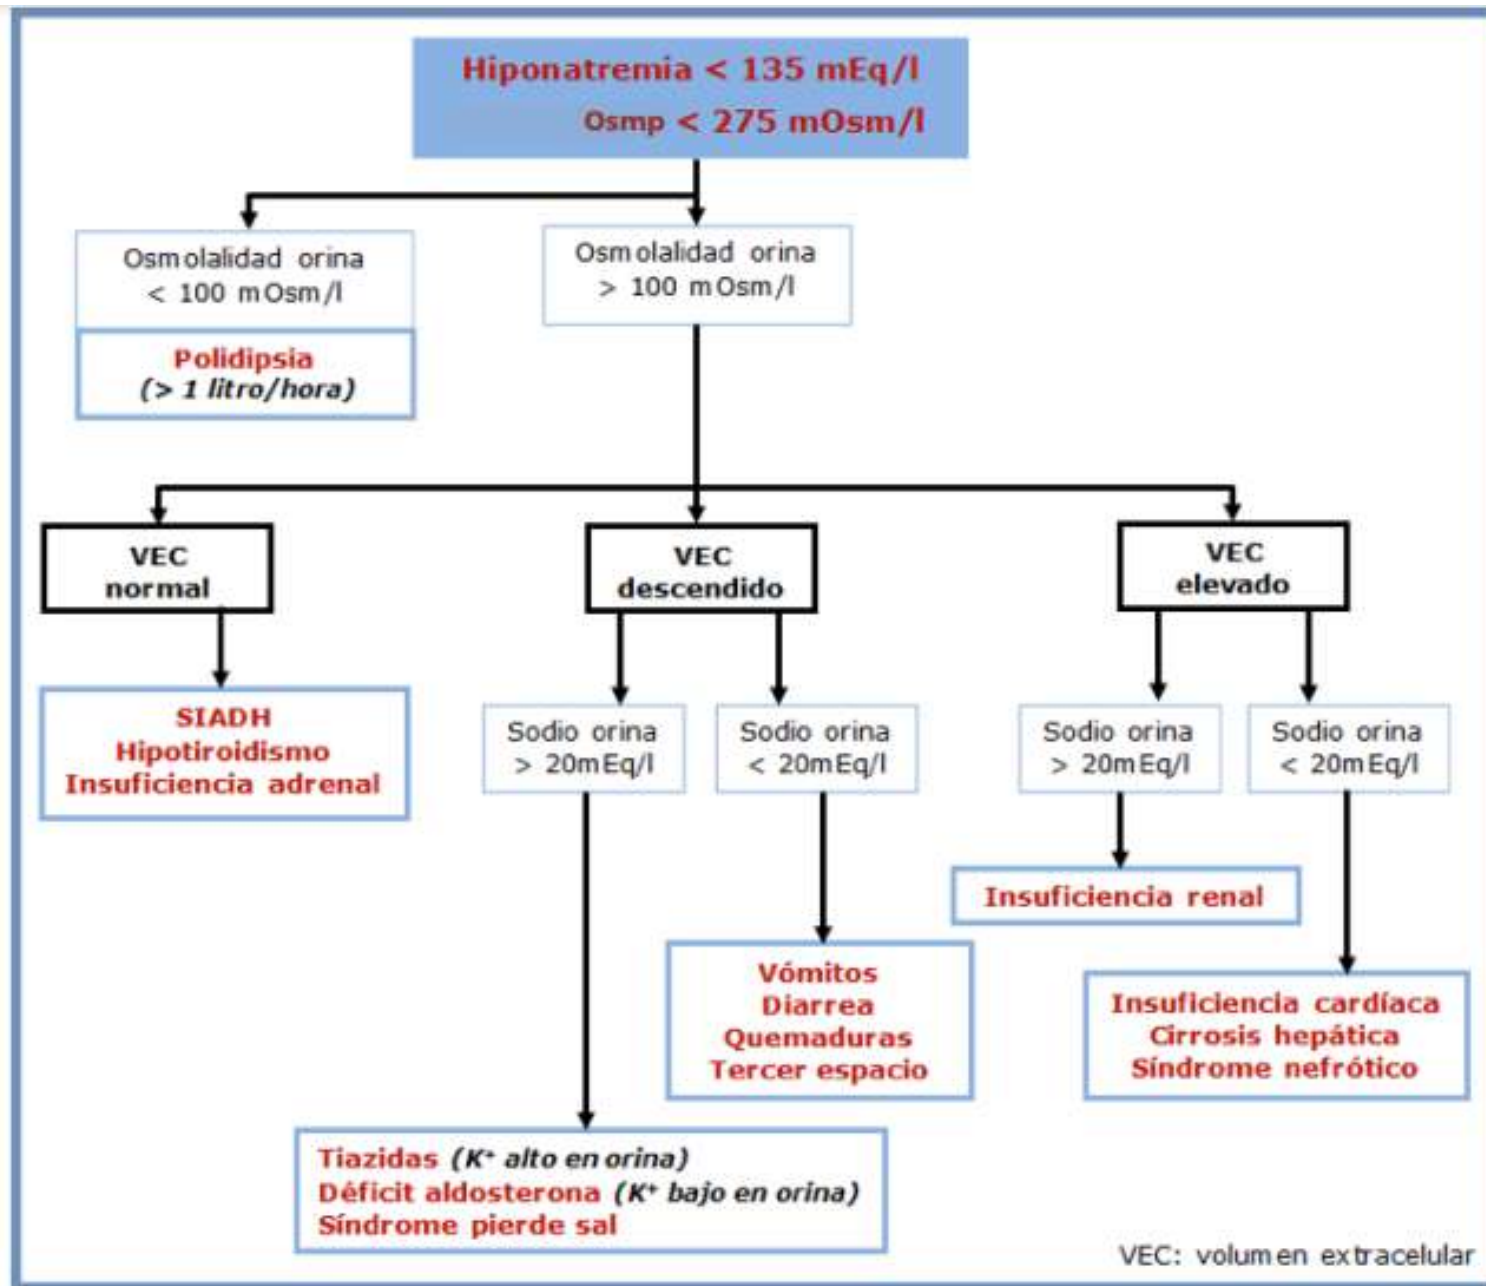 Hiponatremia < 135 mEq/l
Osmp < 275 mOsm/l
Osmolalidad orina
< 100 mOsm/l
Polidipsia
(> 1 litro/hora)
Osmolalidad orina
> 100 mOsm/l
VEC
normal
VEC
descendido
VEC
elevado
SIADH
Hipotiroidismo
Insuficiencia adrenal
Sodio orina
> 20mEq/l
Sodio orina
< 20mEq/l
Sodio orina
> 20mEq/l
Sodio orina
< 20mEq/l
Insuficiencia renal
Vómitos
Diarrea
Quemaduras
Tercer espacio
Insuficiencia cardíaca
Cirrosis hepática
Síndrome nefrótico
Tiazidas (K⁺ alto en orina)
Déficit aldosterona (K⁺ bajo en orina)
Síndrome pierde sal
VEC: volumen extracelular